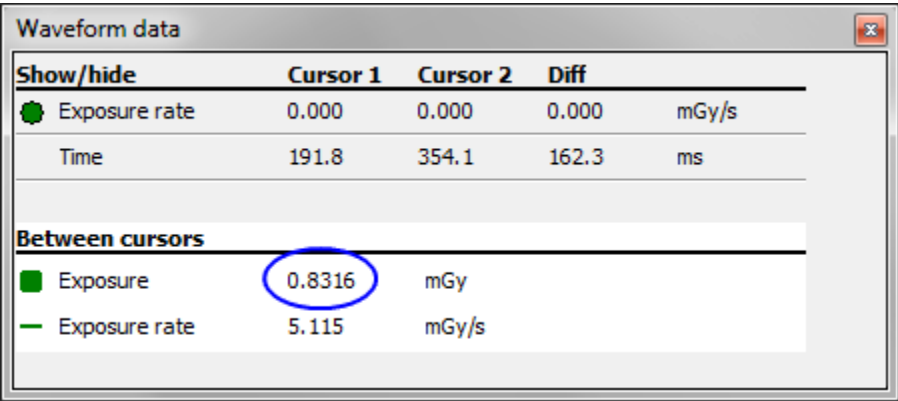 Waveform data
Show/hide Cursor 1 Cursor 2 Diff
Exposure rate 0.000 0.000 0.000 mGy/s
Time 191.8 354.1 162.3 ms
Between cursors
Exposure 0.8316 mGy
Exposure rate 5.115 mGy/s